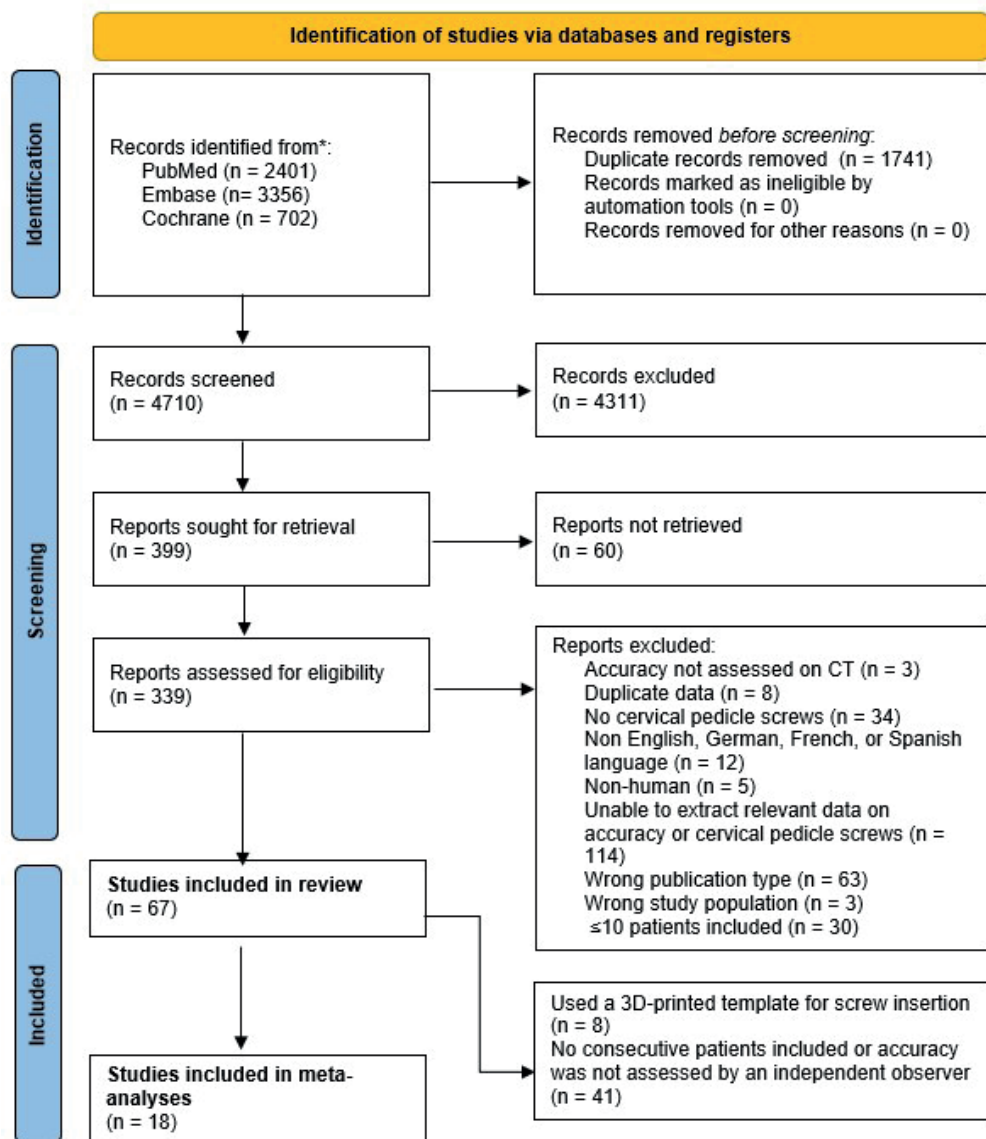 Identification of studies via databases and registers
Identification
Records identified from*:
PubMed (n = 2401)
Embase (n= 3356)
Cochrane (n = 702)
Records removed before screening:
Duplicate records removed  (n = 1741)
Records marked as ineligible by
automation tools (n = 0)
Records removed for other reasons (n = 0)
Screening
Records screened
(n = 4710)
Records excluded
(n = 4311)
Reports sought for retrieval
(n = 399)
Reports not retrieved
(n = 60)
Reports assessed for eligibility
(n = 339)
Reports excluded:
Accuracy not assessed on CT (n = 3)
Duplicate data (n = 8)
No cervical pedicle screws (n = 34)
Non English, German, French, or Spanish
language (n = 12)
Non-human (n = 5)
Unable to extract relevant data on
accuracy or cervical pedicle screws (n =
114)
Wrong publication type (n = 63)
Wrong study population (n = 3)
≤10 patients included (n = 30)
Included
Studies included in review
(n = 67)
Used a 3D-printed template for screw insertion
(n = 8)
No consecutive patients included or accuracy
was not assessed by an independent observer
(n = 41)
Studies included in meta-
analyses
(n = 18)